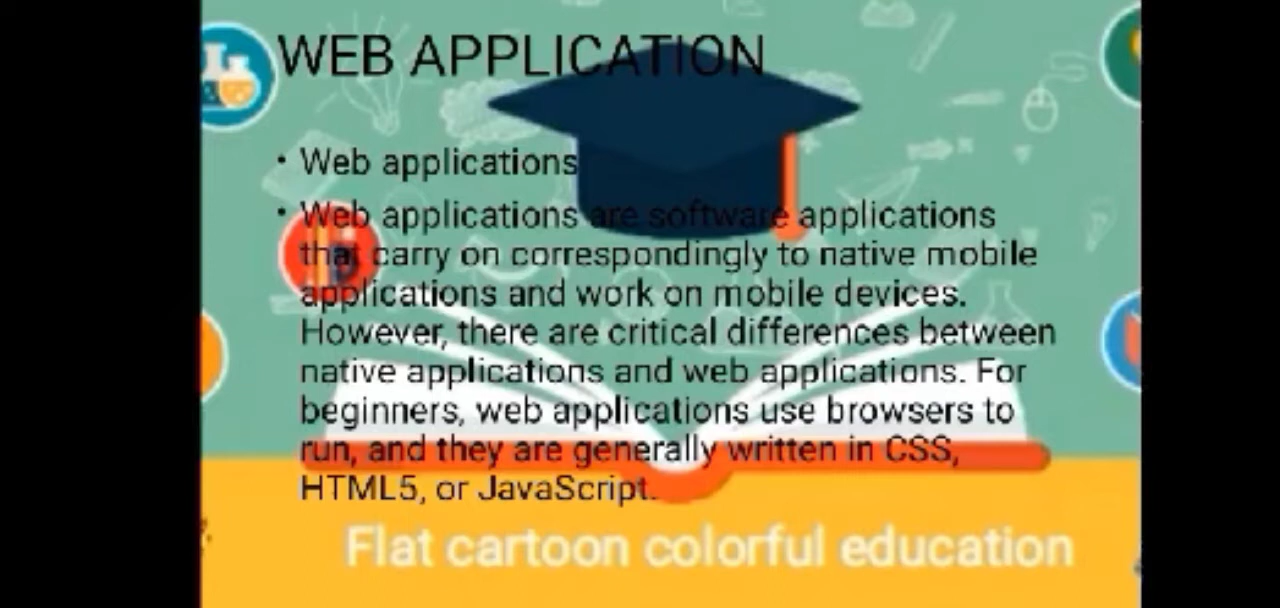 WEB APPLICATION
• Web applications
• Web applications are software applications
that carry on correspondingly to native mobile
applications and work on mobile devices.
However, there are critical differences between
native applications and web applications. For
beginners, web applications use browsers to
run, and they are generally written in CSS,
HTML5, or JavaScript.
Flat cartoon colorful education